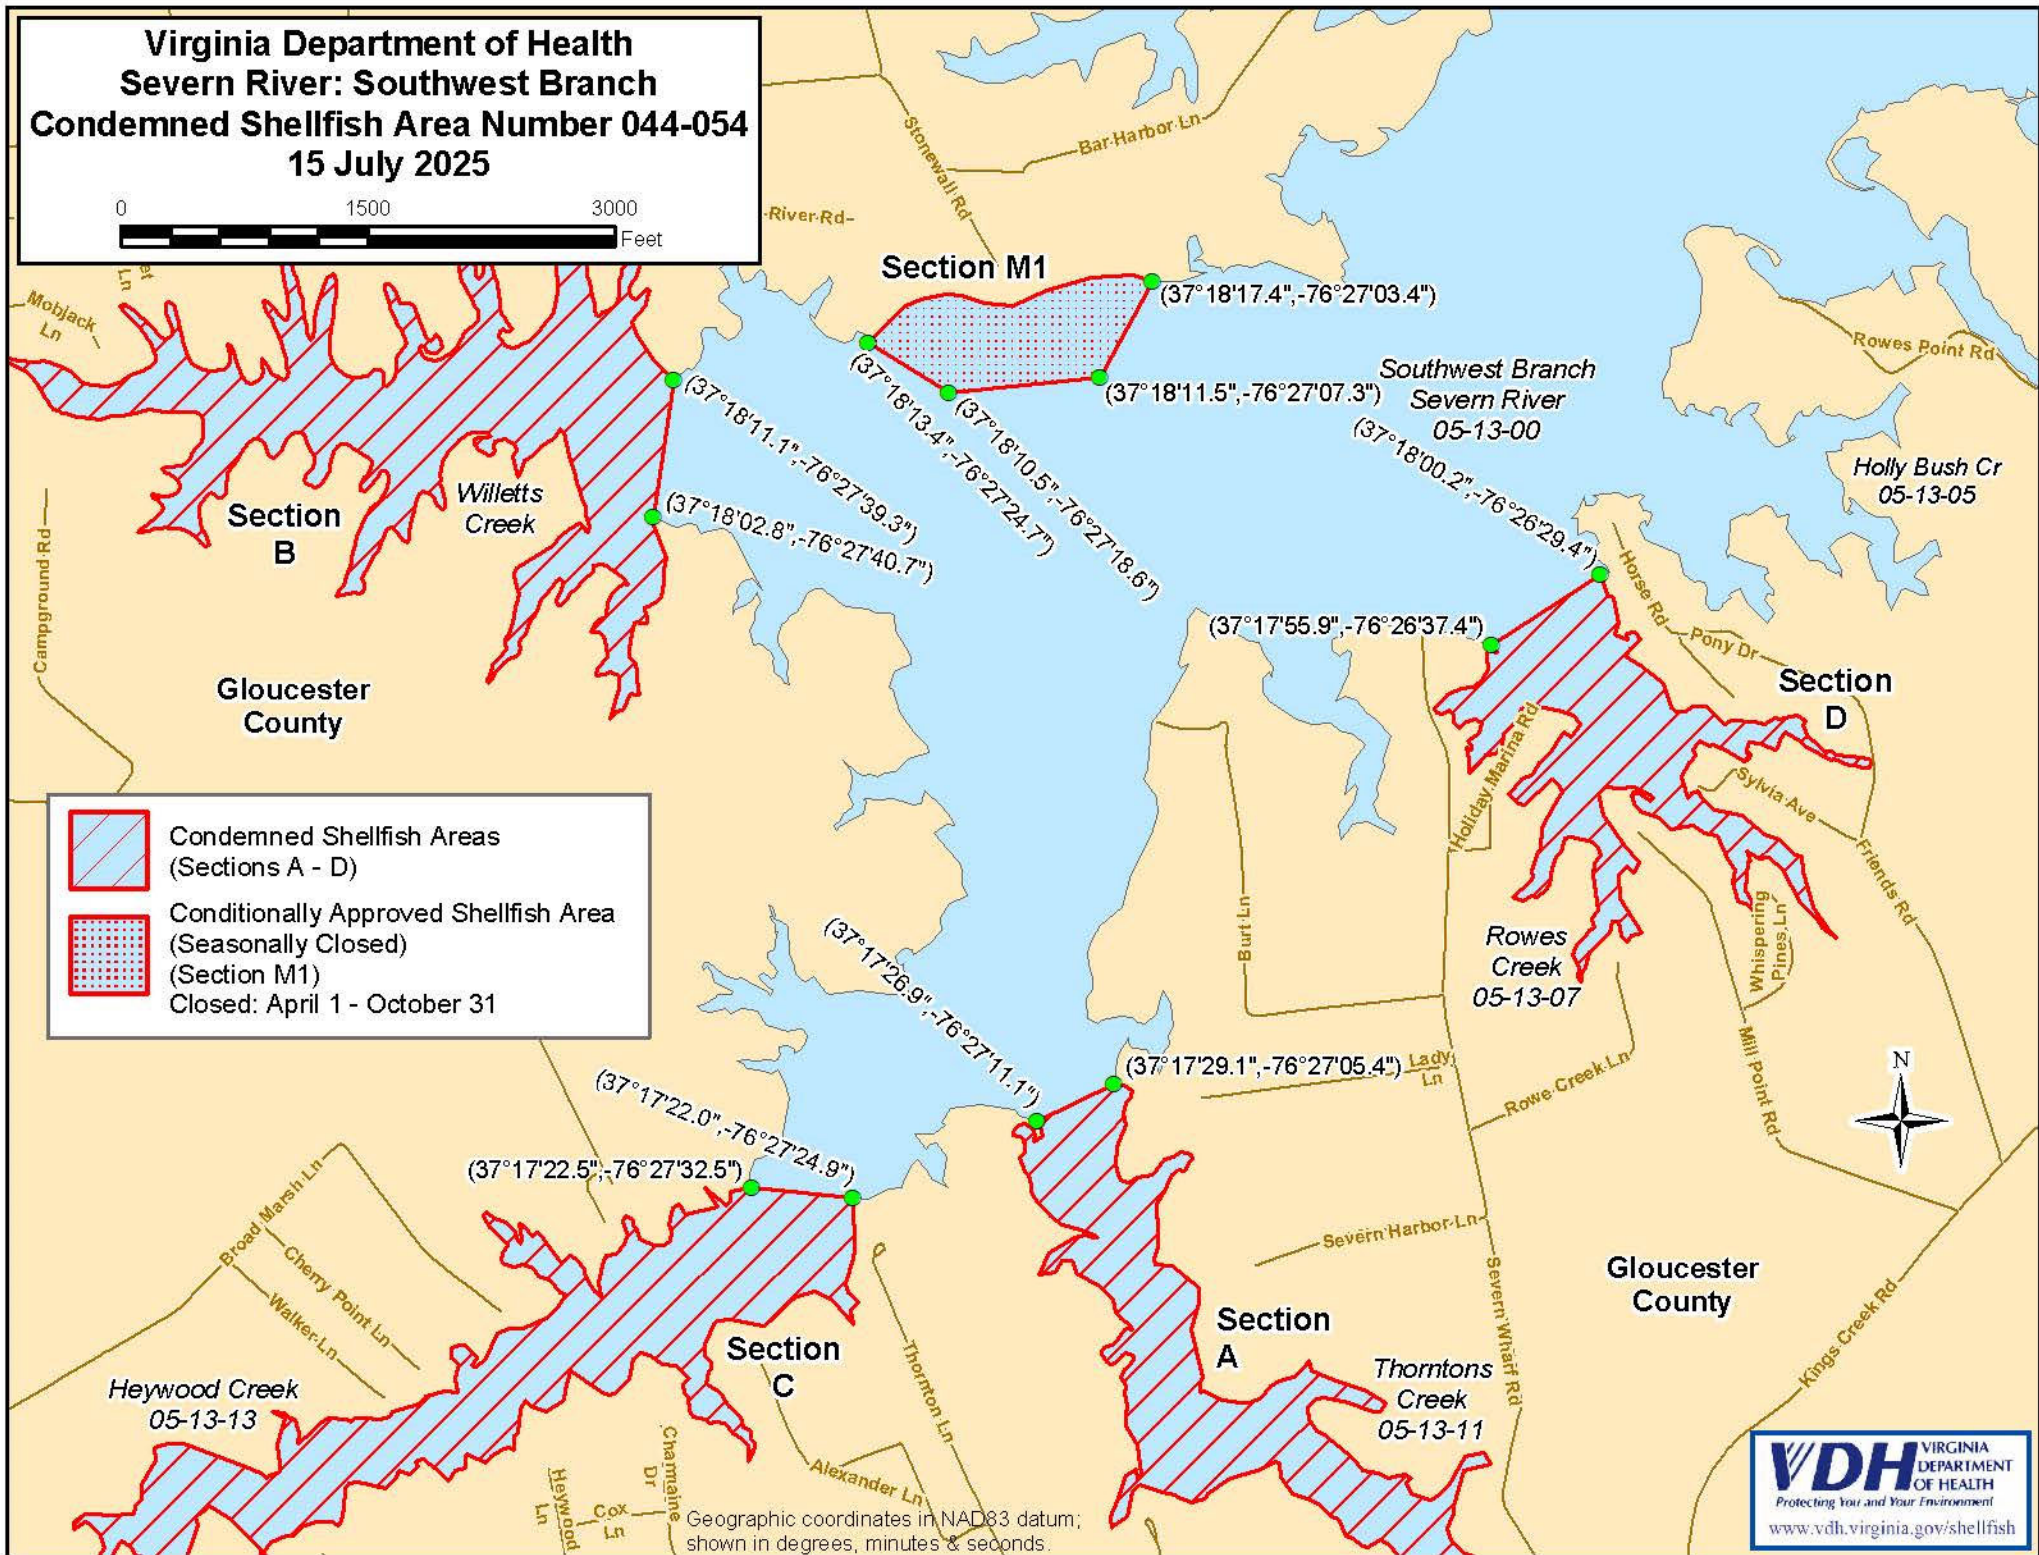 Virginia Department of Health
Severn River: Southwest Branch
Condemned Shellfish Area Number 044-054
15 July 2025
0 1500 3000
Feet
Stonewall Rd
Bar Harbor Ln
River Rd
Section M1
(37°18'17.4",-76°27'03.4")
(37°18'11.5",-76°27'07.3")
(37°18'13.4",-76°27'24.7")
(37°18'10.5",-76°27'18.6")
Southwest Branch
Severn River
05-13-00
Rowes Point Rd
Holly Bush Cr
05-13-05
Ln
Mobjack
Ln
(37°18'11.1",-76°27'39.3")
(37°18'02.8",-76°27'40.7")
Willetts
Creek
Section
B
Campground Rd
Gloucester
County
(37°18'00.2",-76°26'29.4")
(37°17'55.9",-76°26'37.4")
Horse Rd
Pony Dr
Section
D
Holiday Marina Rd
Sylvia Ave
Friends Rd
Whispering
Pines Ln
Burt Ln
Rowes
Creek
05-13-07
Condemned Shellfish Areas
(Sections A - D)
Conditionally Approved Shellfish Area
(Seasonally Closed)
(Section M1)
Closed: April 1 - October 31
(37°17'26.9",-76°27'11.1")
(37°17'29.1",-76°27'05.4")
Lady
Ln
Rowe Creek Ln
Mill Point Rd
N
(37°17'22.0",-76°27'24.9")
(37°17'22.5",-76°27'32.5")
Broad Marsh Ln
Cherry Point Ln
Walker Ln
Severn Harbor Ln
Severn Wharf Rd
Gloucester
County
Kings Creek Rd
Section
A
Section
C
Thornton Ln
Thorntons
Creek
05-13-11
Heywood Creek
05-13-13
Charmaine
Dr
Heywood
Ln
Cox
Ln
Alexander Ln
Geographic coordinates in NAD83 datum;
shown in degrees, minutes & seconds.
VDH VIRGINIA
DEPARTMENT
OF HEALTH
Protecting You and Your Environment
www.vdh.virginia.gov/shellfish